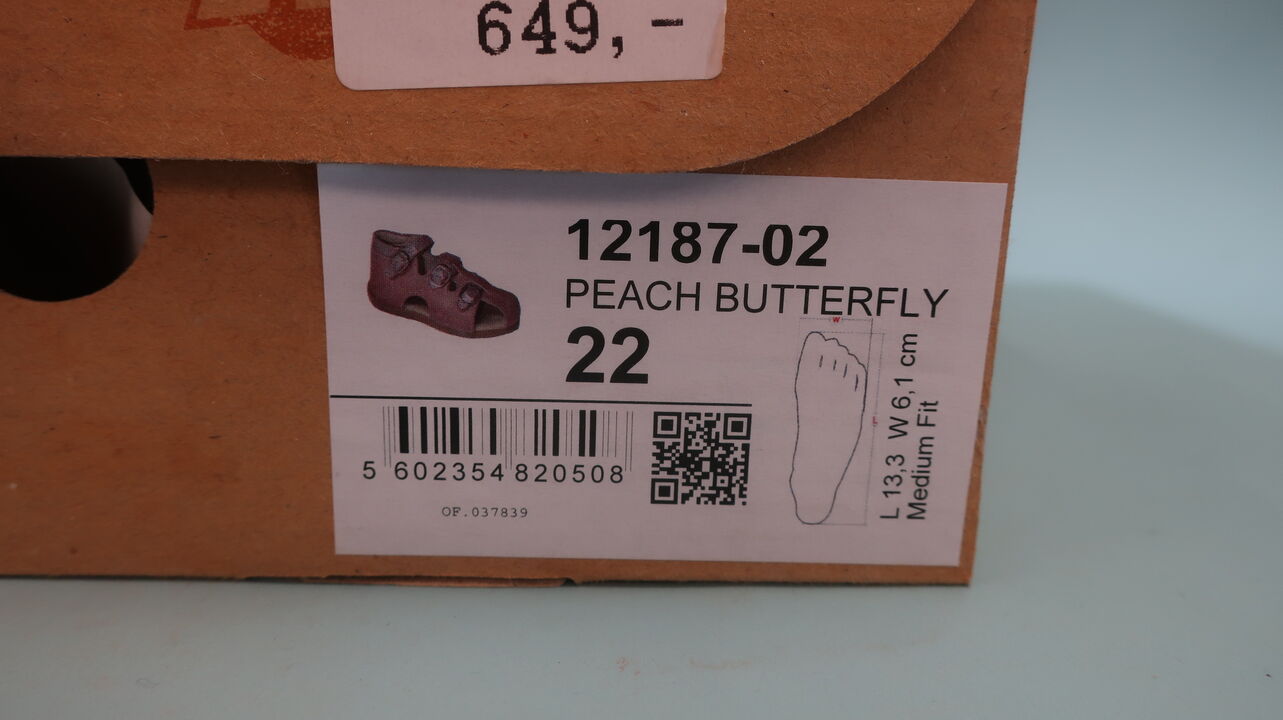 649,-
12187-02
PEACH BUTTERFLY
22
W
L 13,3 W 6,1 cm
Medium Fit
5 602354 820508
OF.037839